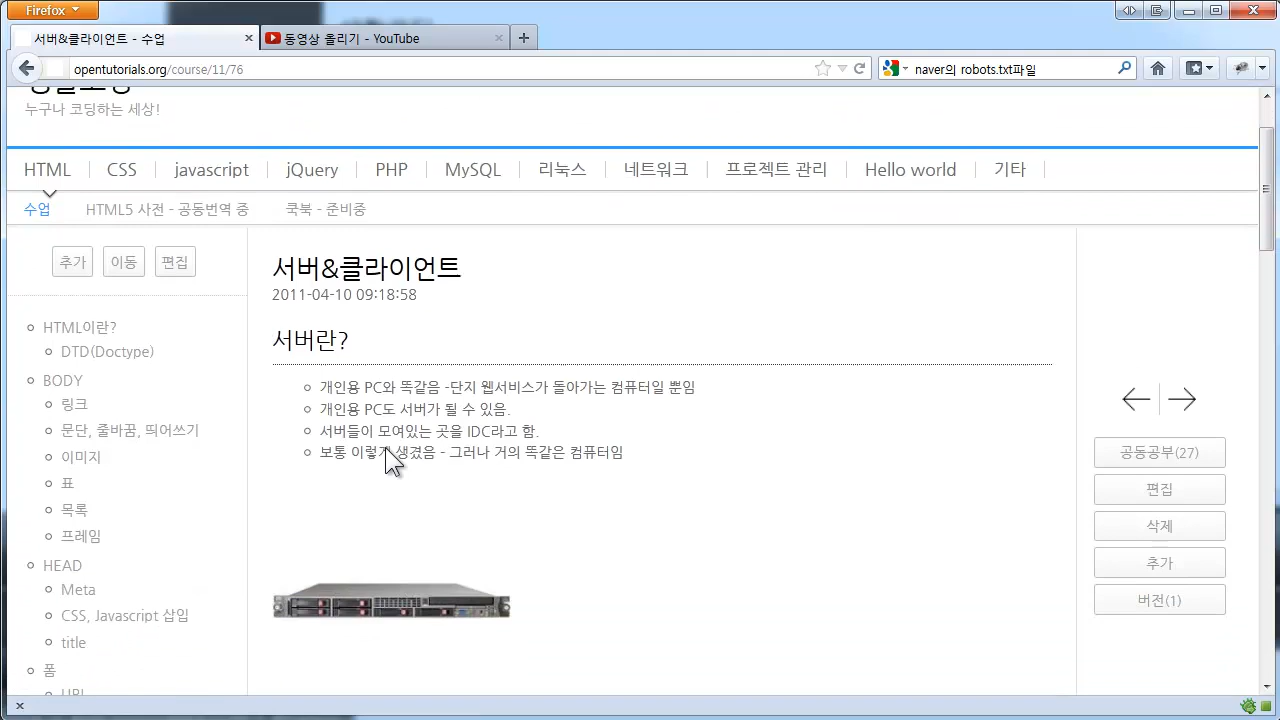 Firefox
서버&클라이언트 - 수업
동영상 올리기 - YouTube
opentutorials.org/course/11/76
naver의 robots.txt파일
누구나 코딩하는 세상!
HTML
CSS
javascript
jQuery
PHP
MySQL
리눅스
네트워크
프로젝트 관리
Hello world
기타
수업
HTML5 사전 - 공동번역 중
쿡북 - 준비중
추가
이동
편집
HTML이란?
DTD(Doctype)
BODY
링크
문단, 줄바꿈, 띄어쓰기
이미지
표
목록
프레임
HEAD
Meta
CSS, Javascript 삽입
title
폼
서버&클라이언트
2011-04-10 09:18:58
서버란?
개인용 PC와 똑같음 -단지 웹서비스가 돌아가는 컴퓨터일 뿐임
개인용 PC도 서버가 될 수 있음.
서버들이 모여있는 곳을 IDC라고 함.
보통 이렇게 생겼음 - 그러나 거의 똑같은 컴퓨터임
공동공부(27)
편집
삭제
추가
버전(1)